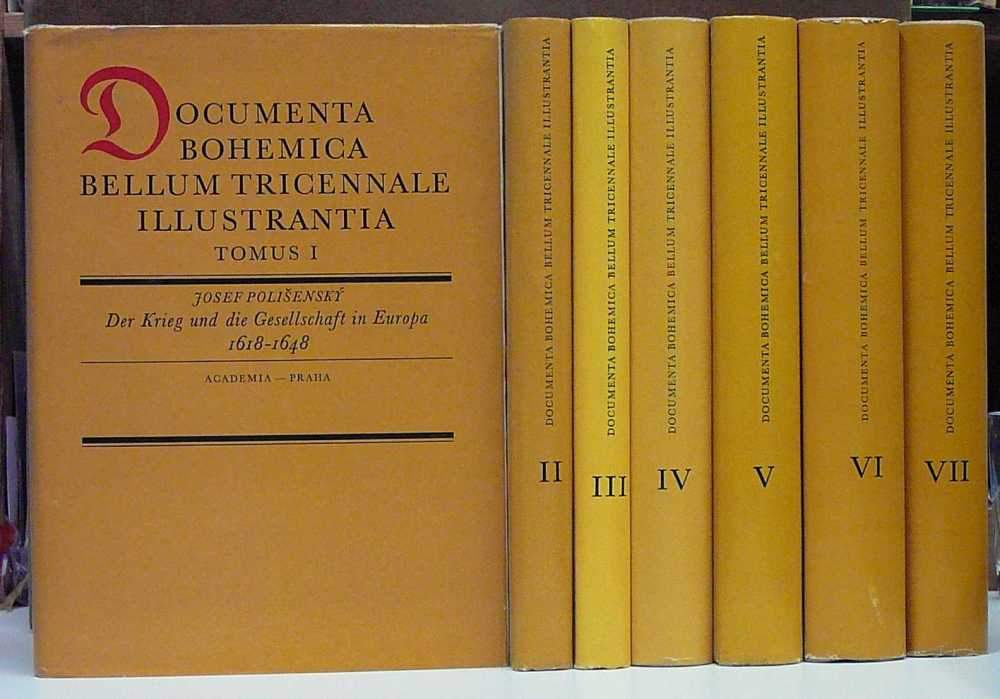 DOCUMENTA
BOHEMICA
BELLUM TRICENNALE
ILLUSTRANTIA
TOMUS I
JOSEF POLIŠENSKÝ
Der Krieg und die Gesellschaft in Europa
1618-1648
ACADEMIA — PRAHA
DOCUMENTA BOHEMICA BELLUM TRICENNALE ILLUSTRANTIA
II
DOCUMENTA BOHEMICA BELLUM TRICENNALE ILLUSTRANTIA
III
DOCUMENTA BOHEMICA BELLUM TRICENNALE ILLUSTRANTIA
IV
DOCUMENTA BOHEMICA BELLUM TRICENNALE ILLUSTRANTIA
V
DOCUMENTA BOHEMICA BELLUM TRICENNALE ILLUSTRANTIA
VI
DOCUMENTA BOHEMICA BELLUM TRICENNALE ILLUSTRANTIA
VII